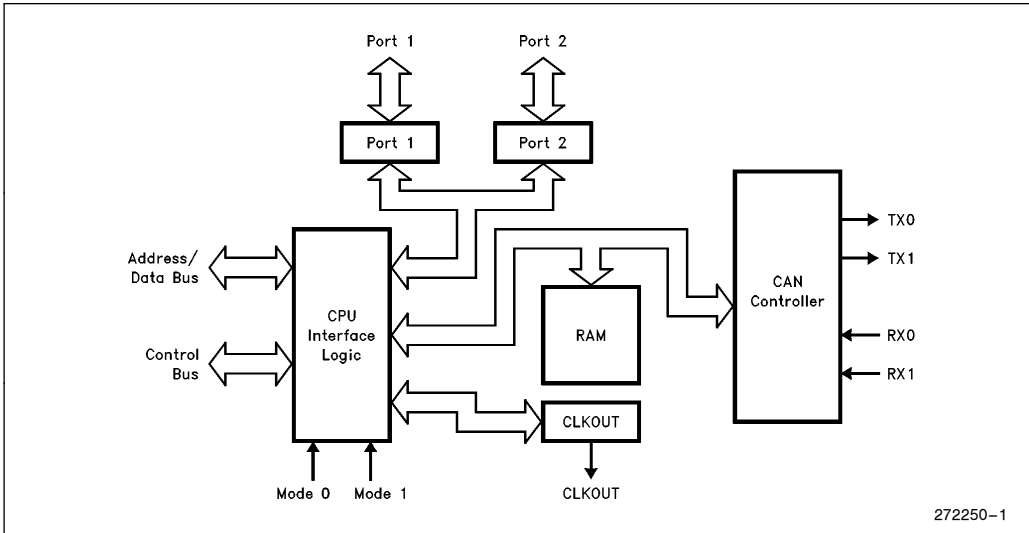 Port 1
Port 2
Port 1
Port 2
Address/
Data Bus
Control
Bus
CPU
Interface
Logic
RAM
CAN
Controller
TX0
TX1
RX0
RX1
CLKOUT
Mode 0
Mode 1
CLKOUT
272250-1